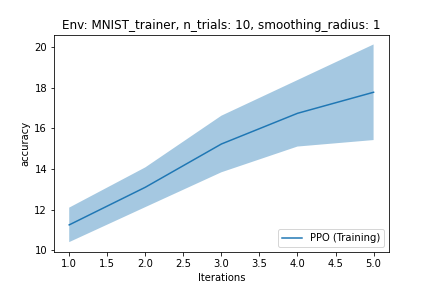 Env: MNIST_trainer, n_trials: 10, smoothing_radius: 1
accuracy
20
18
16
14
12
10
PPO (Training)
1.0 1.5 2.0 2.5 3.0 3.5 4.0 4.5 5.0
Iterations